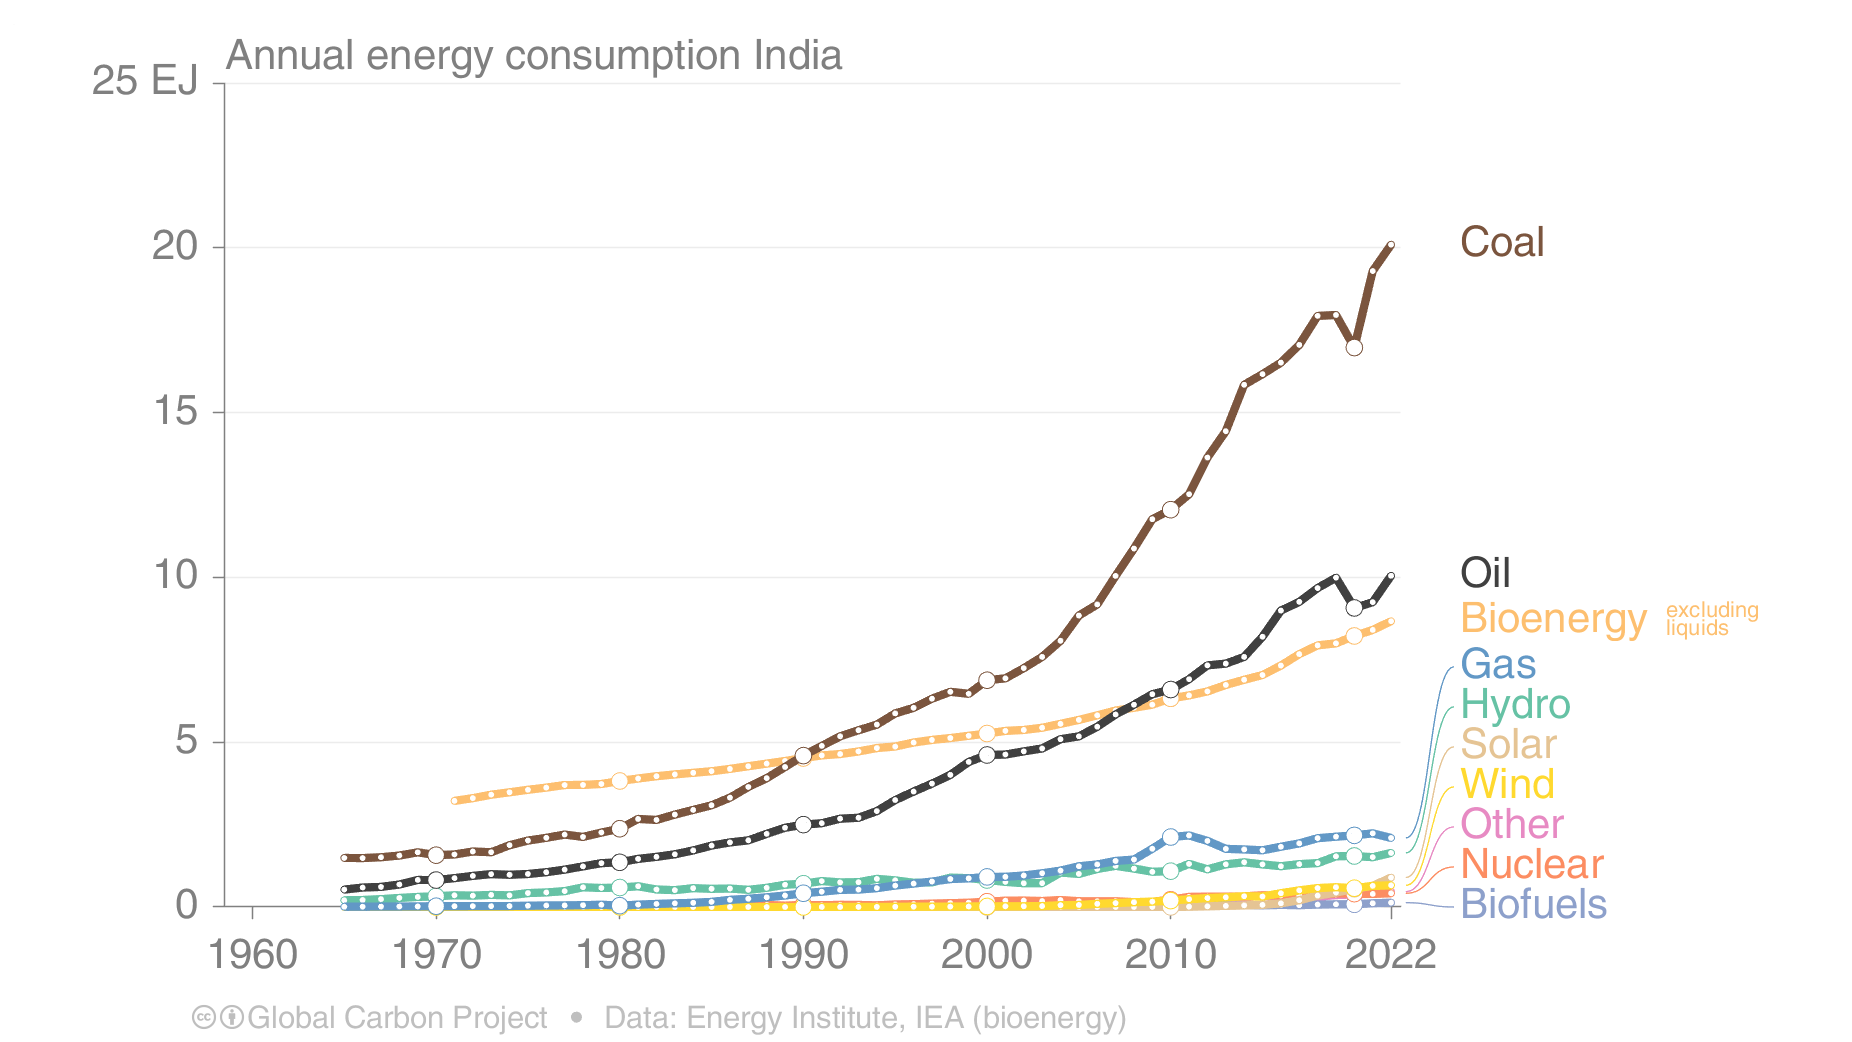 Annual energy consumption India
25 EJ
20
15
10
5
0
1960 1970 1980 1990 2000 2010 2022
Coal
Oil
Bioenergy excluding
liquids
Gas
Hydro
Solar
Wind
Other
Nuclear
Biofuels
cc Global Carbon Project • Data: Energy Institute, IEA (bioenergy)